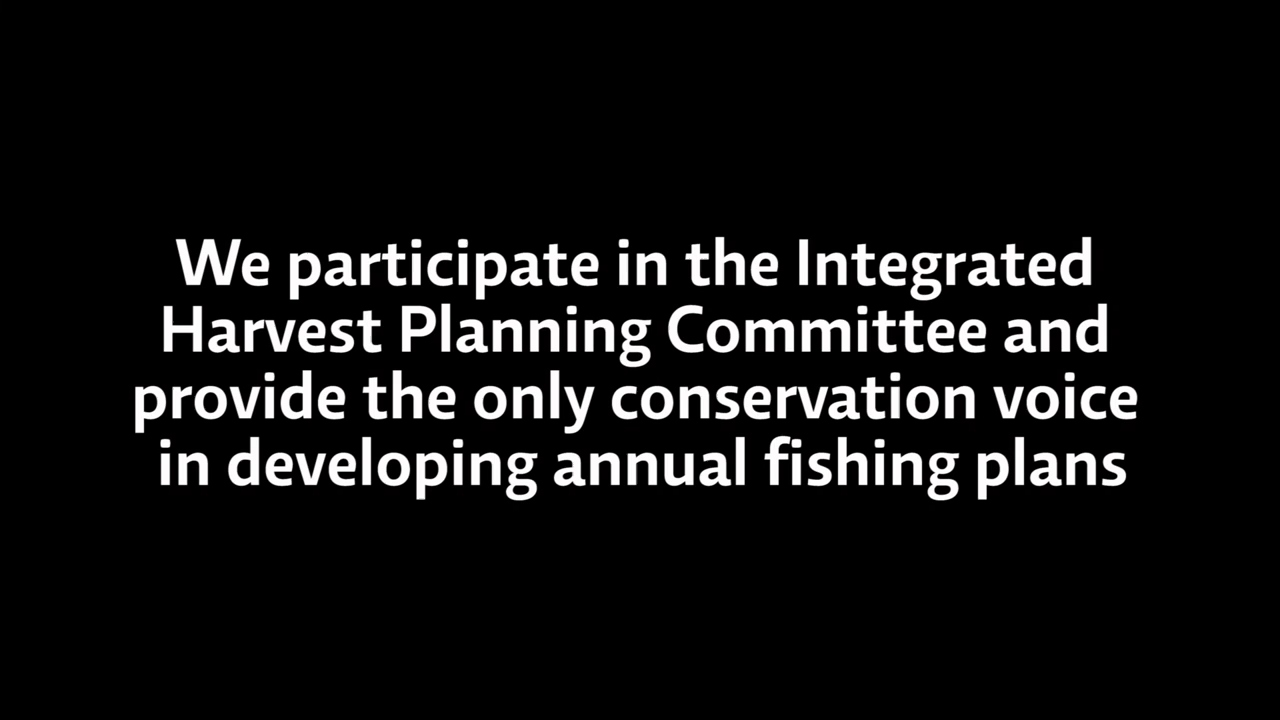 We participate in the Integrated
Harvest Planning Committee and
provide the only conservation voice
in developing annual fishing plans